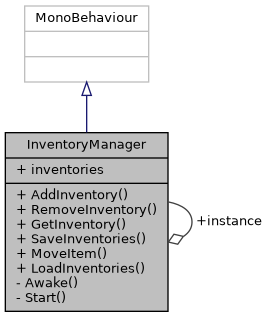 MonoBehaviour
InventoryManager
+ inventories
+ AddInventory()
+ RemoveInventory()
+ GetInventory()
+ SaveInventories()
+ MoveItem()
+ LoadInventories()
- Awake()
- Start()
+instance